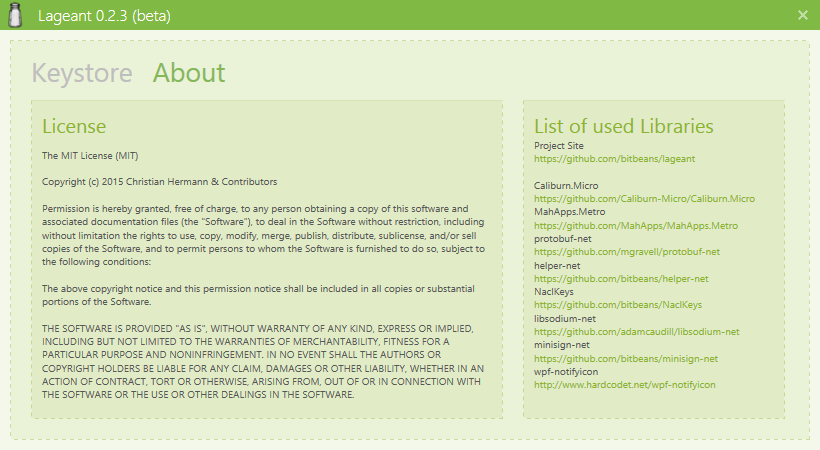 Lageant 0.2.3 (beta)
Keystore About
License
The MIT License (MIT)
Copyright (c) 2015 Christian Hermann & Contributors
Permission is hereby granted, free of charge, to any person obtaining a copy of this software and
associated documentation files (the "Software"), to deal in the Software without restriction, including
without limitation the rights to use, copy, modify, merge, publish, distribute, sublicense, and/or sell
copies of the Software, and to permit persons to whom the Software is furnished to do so, subject to
the following conditions:
The above copyright notice and this permission notice shall be included in all copies or substantial
portions of the Software.
THE SOFTWARE IS PROVIDED "AS IS", WITHOUT WARRANTY OF ANY KIND, EXPRESS OR IMPLIED,
INCLUDING BUT NOT LIMITED TO THE WARRANTIES OF MERCHANTABILITY, FITNESS FOR A
PARTICULAR PURPOSE AND NONINFRINGEMENT. IN NO EVENT SHALL THE AUTHORS OR
COPYRIGHT HOLDERS BE LIABLE FOR ANY CLAIM, DAMAGES OR OTHER LIABILITY, WHETHER IN AN
ACTION OF CONTRACT, TORT OR OTHERWISE, ARISING FROM, OUT OF OR IN CONNECTION WITH
THE SOFTWARE OR THE USE OR OTHER DEALINGS IN THE SOFTWARE.
List of used Libraries
Project Site
https://github.com/bitbeans/lageant
Caliburn.Micro
https://github.com/Caliburn-Micro/Caliburn.Micro
MahApps.Metro
https://github.com/MahApps/MahApps.Metro
protobuf-net
https://github.com/mgravell/protobuf-net
helper-net
https://github.com/bitbeans/helper-net
NaclKeys
https://github.com/bitbeans/NaclKeys
libsodium-net
https://github.com/adamcaudill/libsodium-net
minisign-net
https://github.com/bitbeans/minisign-net
wpf-notifyicon
http://www.hardcodet.net/wpf-notifyicon